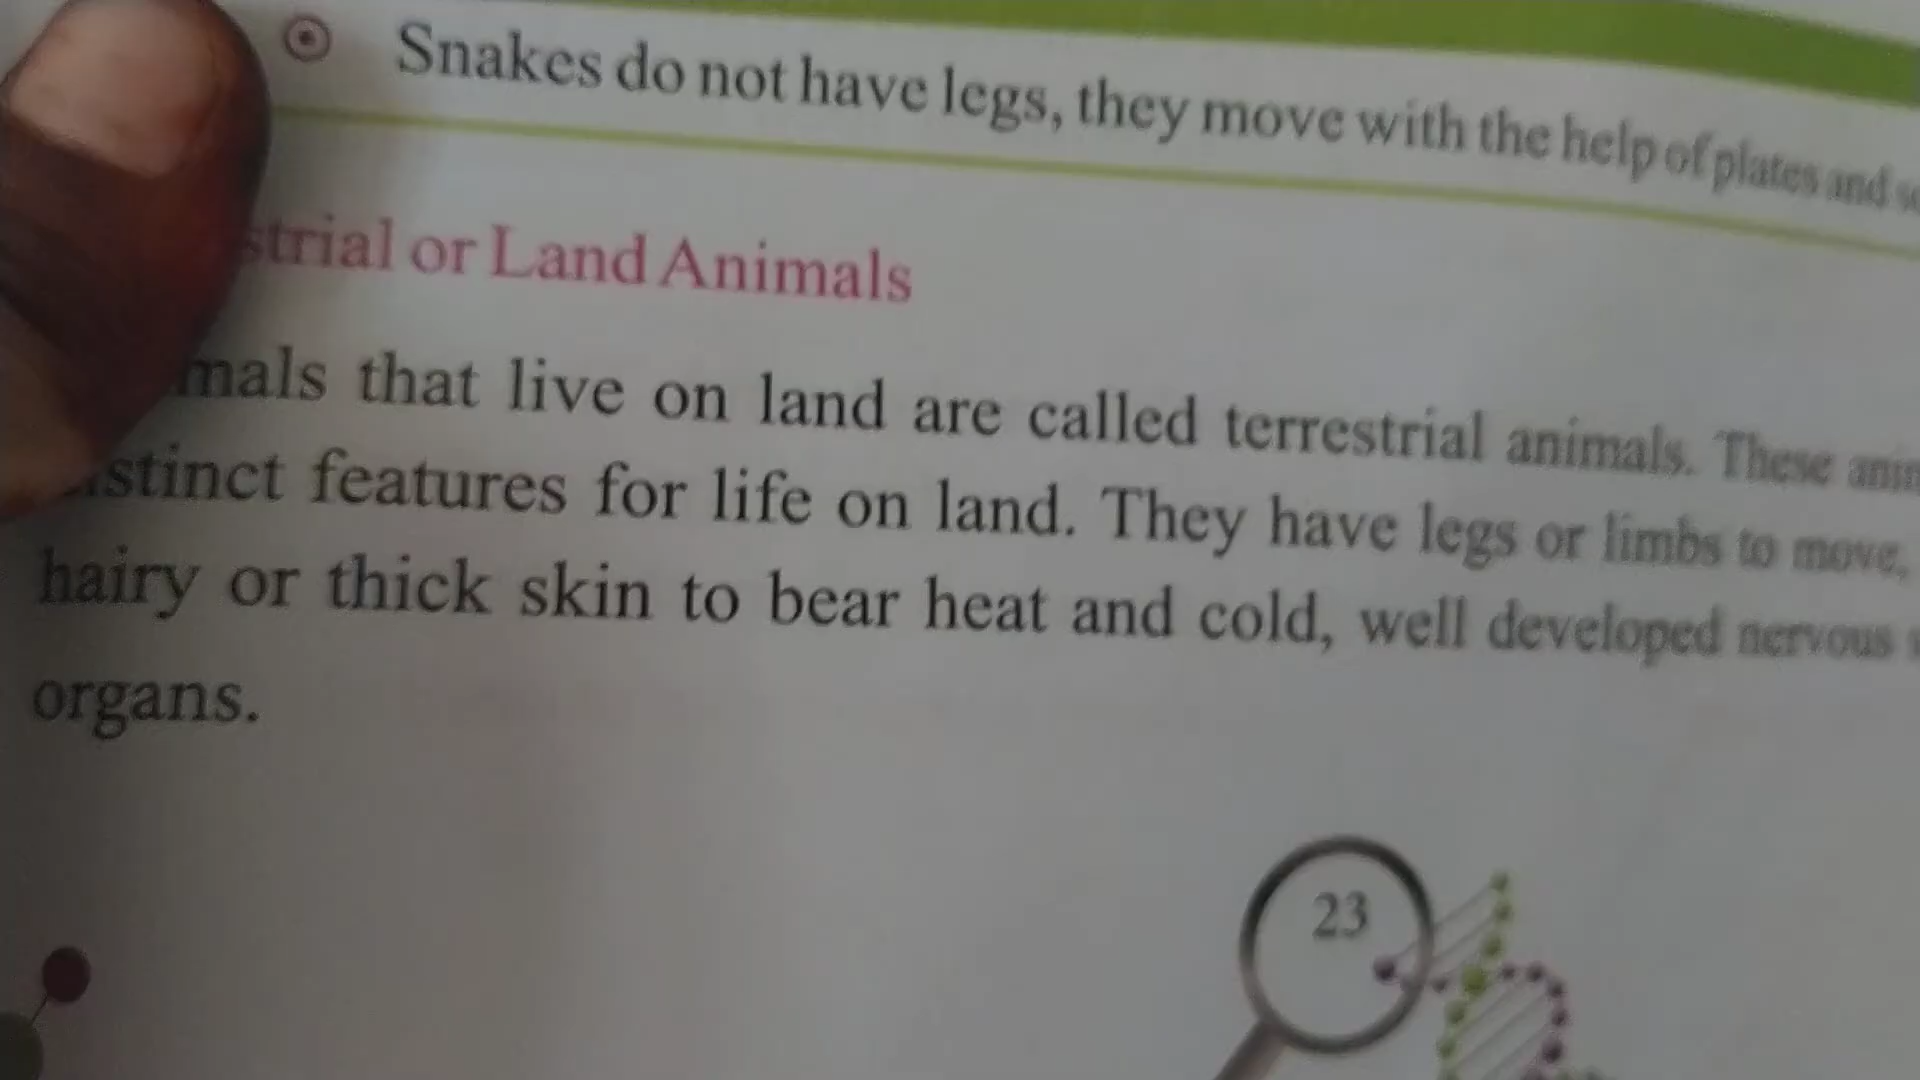 Snakes do not have legs, they move with the help of plates and
strial or Land Animals
mals that live on land are called terrestrial animals. These
stinct features for life on land. They have legs or limbs to move,
hairy or thick skin to bear heat and cold, well developed nervous
organs.
23